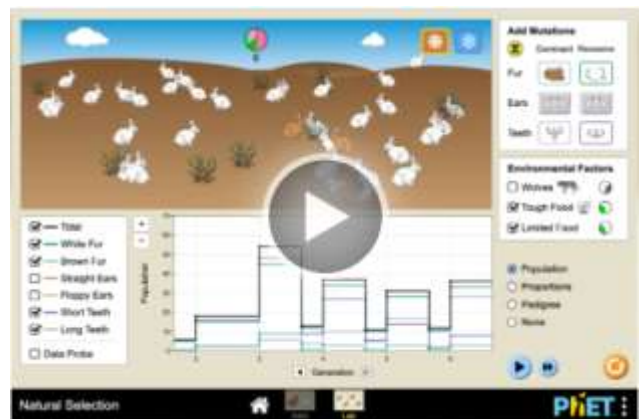 Add Mutations
Dominant Recessive
Fur
Ears
Teeth
Environmental Factors
Wolves
Tough Food
Limited Food
Total
White Fur
Brown Fur
Straight Ears
Floppy Ears
Short Teeth
Long Teeth
Data Probe
Population
Generation
Population
Proportions
Pedigree
None
Natural Selection
Lab
PhET